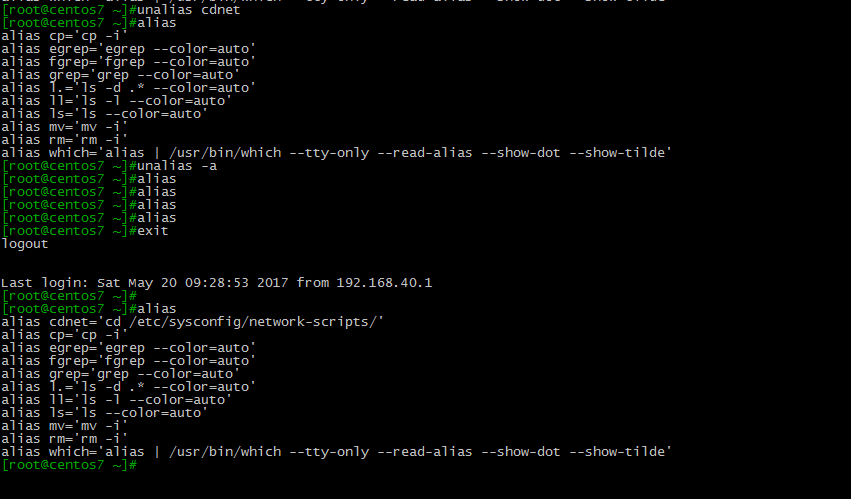 [root@centos7 ~]#unalias cdnet
[root@centos7 ~]#alias
alias cp='cp -i'
alias egrep='egrep --color=auto'
alias fgrep='fgrep --color=auto'
alias grep='grep --color=auto'
alias l.='ls -d .* --color=auto'
alias ll='ls -l --color=auto'
alias ls='ls --color=auto'
alias mv='mv -i'
alias rm='rm -i'
alias which='alias | /usr/bin/which --tty-only --read-alias --show-dot --show-tilde'
[root@centos7 ~]#unalias -a
[root@centos7 ~]#alias
[root@centos7 ~]#alias
[root@centos7 ~]#alias
[root@centos7 ~]#alias
[root@centos7 ~]#exit
logout
Last login: Sat May 20 09:28:53 2017 from 192.168.40.1
[root@centos7 ~]#
[root@centos7 ~]#alias
alias cdnet='cd /etc/sysconfig/network-scripts/'
alias cp='cp -i'
alias egrep='egrep --color=auto'
alias fgrep='fgrep --color=auto'
alias grep='grep --color=auto'
alias l.='ls -d .* --color=auto'
alias ll='ls -l --color=auto'
alias ls='ls --color=auto'
alias mv='mv -i'
alias rm='rm -i'
alias which='alias | /usr/bin/which --tty-only --read-alias --show-dot --show-tilde'
[root@centos7 ~]#